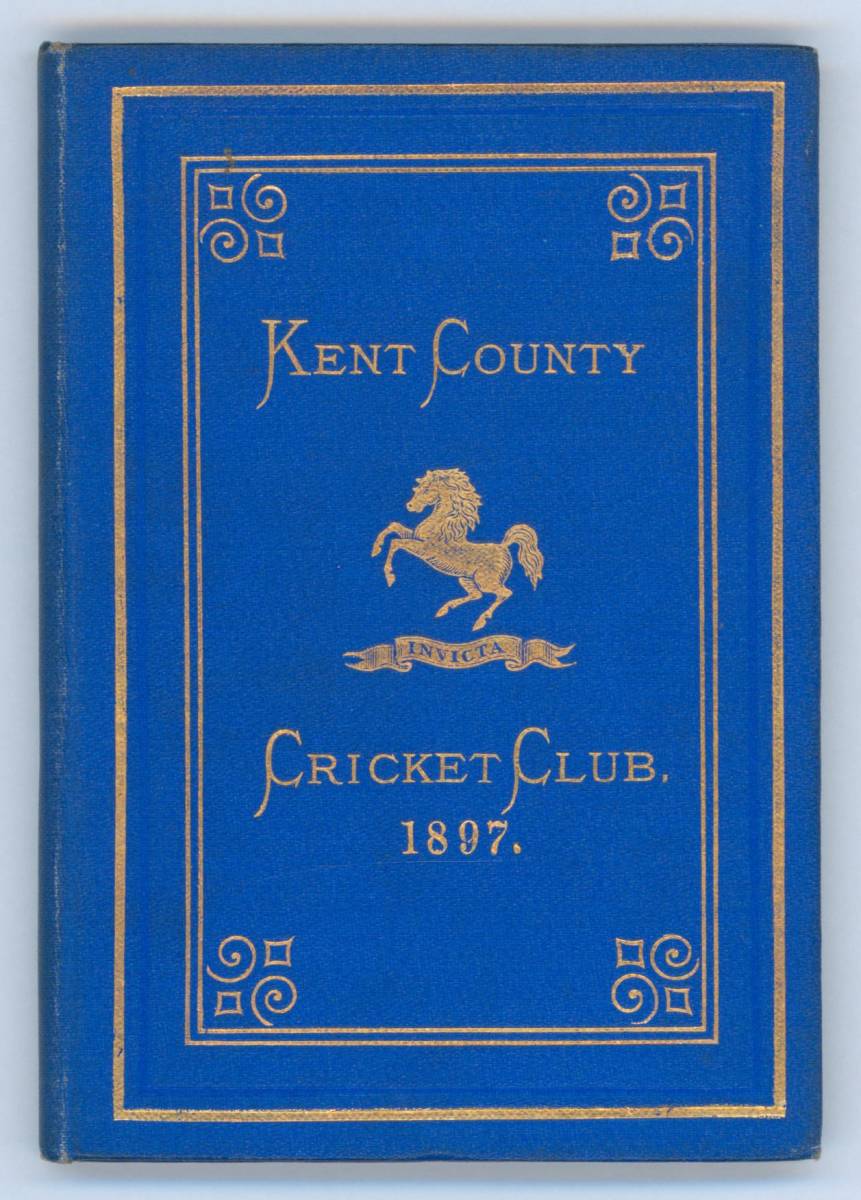 Kent County
INVICTA
Cricket Club.
1897.